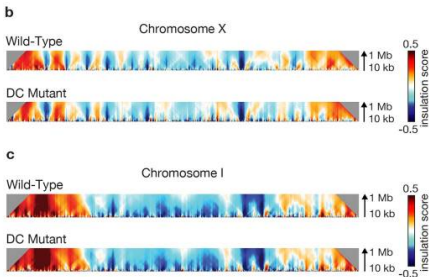 b
Chromosome X
Wild-Type
1 Mb
10 kb
DC Mutant
1 Mb
10 kb
0.5
-0.5
insulation score
c
Chromosome I
Wild-Type
1 Mb
10 kb
DC Mutant
1 Mb
10 kb
0.5
-0.5
insulation score